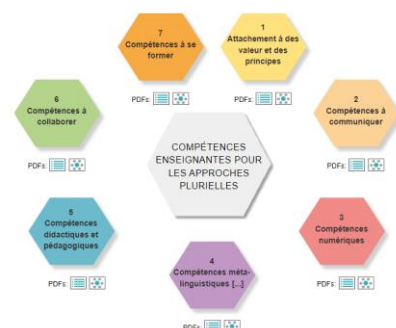 7
Compétences à se
former
PDFs:
1
Attachement à des
valeur et des
principes
PDFs:
6
Compétences à
collaborer
PDFs:
2
Compétences à
communiquer
PDFs:
COMPÉTENCES
ENSEIGNANTES POUR
LES APPROCHES
PLURIELLES
5
Compétences
didactiques et
pédagogiques
PDFs:
3
Compétences
numériques
PDFs:
4
Compétences méta-
linguistiques [...]
PDFs: